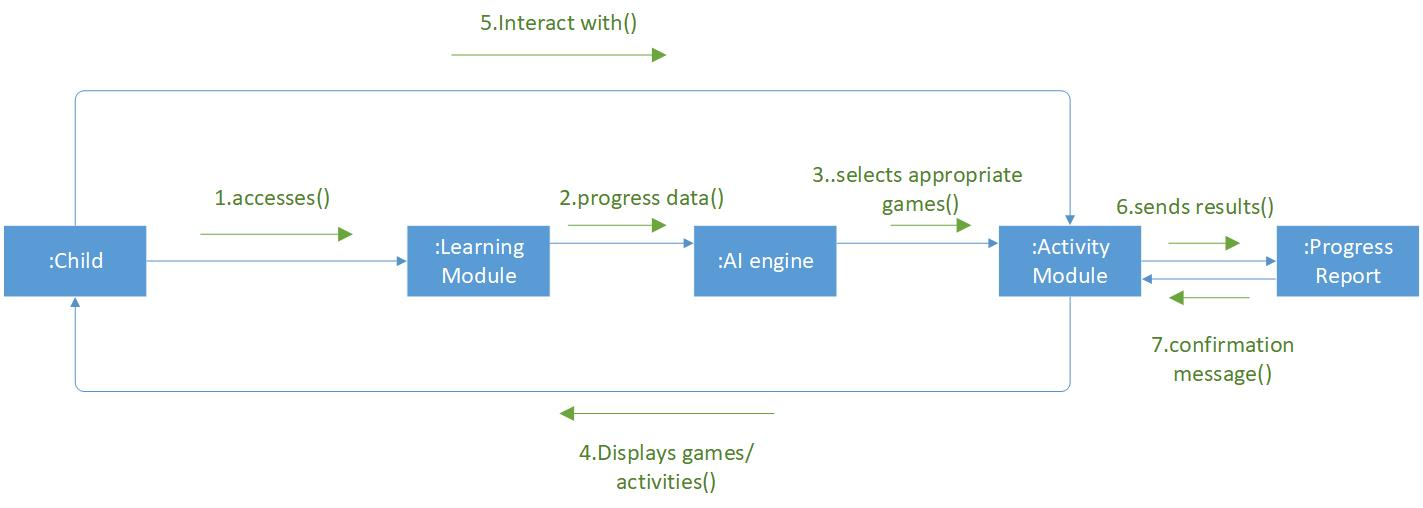 5.Interact with()
1.accesses()
2.progress data()
3..selects appropriate
games()
6.sends results()
:Child
:Learning
Module
:AI engine
:Activity
Module
:Progress
Report
7.confirmation
message()
4.Displays games/
activities()